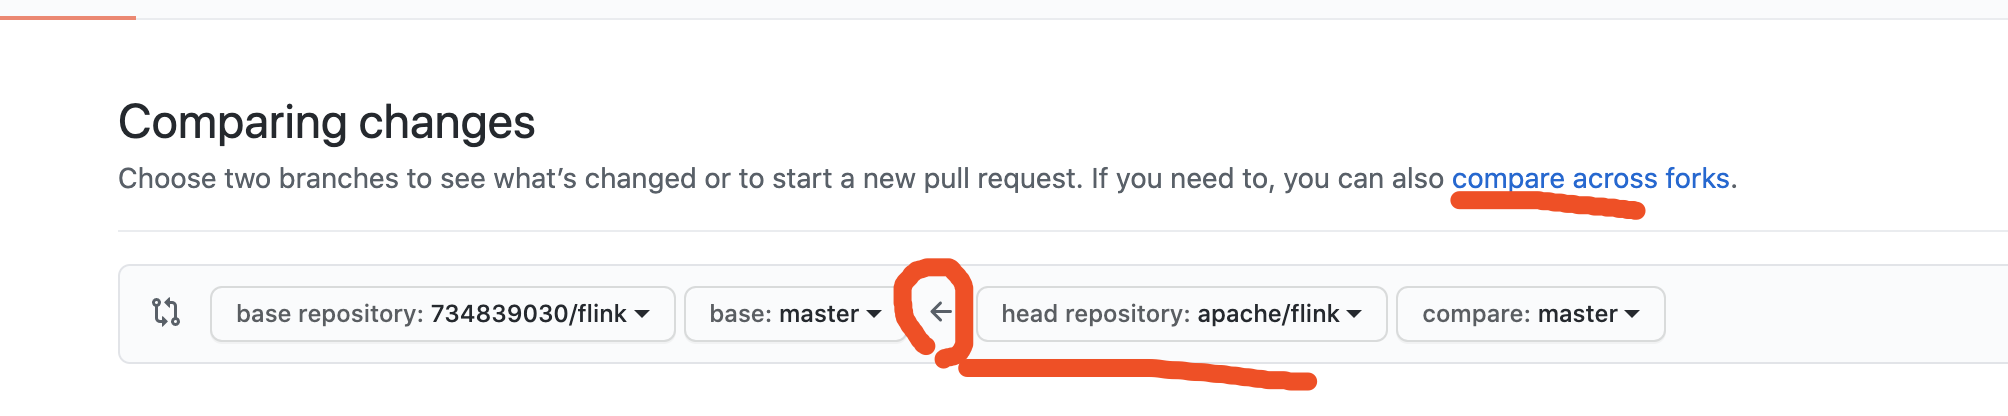 Comparing changes
Choose two branches to see what’s changed or to start a new pull request. If you need to, you can also compare across forks.
base repository: 734839030/flink base: master head repository: apache/flink compare: master